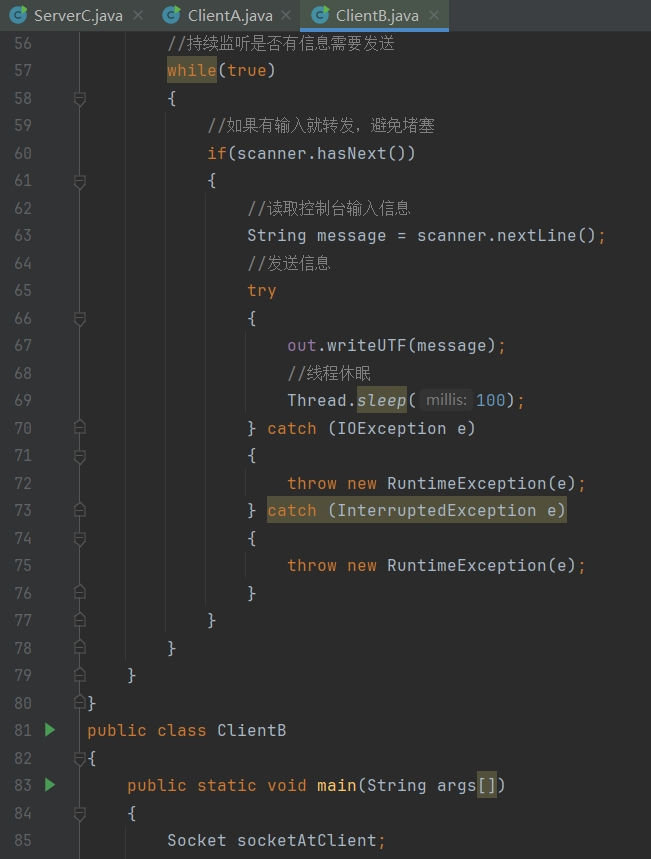 ServerC.java ClientA.java ClientB.java
56 //持续监听是否有信息需要发送
57 while(true)
58 {
59 //如果有输入就转发，避免堵塞
60 if(scanner.hasNext())
61 {
62 //读取控制台输入信息
63 String message = scanner.nextLine();
64 //发送信息
65 try
66 {
67 out.writeUTF(message);
68 //线程休眠
69 Thread.sleep( millis: 100);
70 } catch (IOException e)
71 {
72 throw new RuntimeException(e);
73 } catch (InterruptedException e)
74 {
75 throw new RuntimeException(e);
76 }
77 }
78 }
79 }
80 }
81 public class ClientB
82 {
83 public static void main(String args[])
84 {
85 Socket socketAtClient;